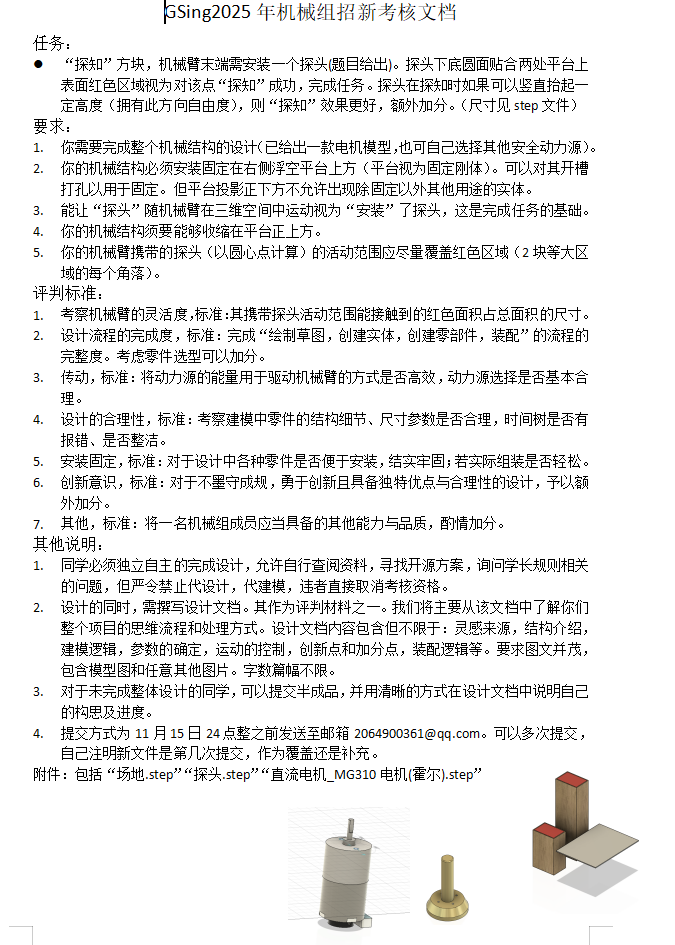 GSing2025 年机械组招新考核文档
任务：
● “探知”方块，机械臂末端需安装一个探头(题目给出)。探头下底圆面贴合两处平台上
表面红色区域视为对该点“探知”成功，完成任务。探头在探知时如果可以竖直抬起一
定高度（拥有此方向自由度），则“探知”效果更好，额外加分。（尺寸见 step 文件）
要求：
1. 你需要完成整个机械结构的设计（已给出一款电机模型，也可自己选择其他安全动力源）。
2. 你的机械结构必须安装固定在右侧浮空平台上方（平台视为固定刚体）。可以对其开槽
打孔以用于固定。但平台投影正下方不允许出现除固定以外其他用途的实体。
3. 能让“探头”随机械臂在三维空间中运动视为“安装”了探头，这是完成任务的基础。
4. 你的机械结构须要能够收缩在平台正上方。
5. 你的机械臂携带的探头（以圆心点计算）的活动范围应尽量覆盖红色区域（2 块等大区
域的每个角落）。
评判标准：
1. 考察机械臂的灵活度，标准：其携带探头活动范围能接触到的红色面积占总面积的尺寸。
2. 设计流程的完成度，标准：完成“绘制草图，创建实体，创建零部件，装配”的流程的
完整度。考虑零件选型可以加分。
3. 传动，标准：将动力源的能量用于驱动机械臂的方式是否高效，动力源选择是否基本合
理。
4. 设计的合理性，标准：考察建模中零件的结构细节、尺寸参数是否合理，时间树是否有
报错、是否整洁。
5. 安装固定，标准：对于设计中各种零件是否便于安装，结实牢固；若实际组装是否轻松。
6. 创新意识，标准：对于不墨守成规，勇于创新且具备独特优点与合理性的设计，予以额
外加分。
7. 其他，标准：将一名机械组成员应当具备的其他能力与品质，酌情加分。
其他说明：
1. 同学必须独立自主的完成设计，允许自行查阅资料，寻找开源方案，询问学长规则相关
的问题，但严令禁止代设计，代建模，违者直接取消考核资格。
2. 设计的同时，需撰写设计文档。其作为评判材料之一。我们将主要从该文档中了解你们
整个项目的思维流程和处理方式。设计文档内容包含但不限于：灵感来源，结构介绍，
建模逻辑，参数的确定，运动的控制，创新点和加分点，装配逻辑等。要求图文并茂，
包含模型图和任意其他图片。字数篇幅不限。
3. 对于未完成整体设计的同学，可以提交半成品，并用清晰的方式在设计文档中说明自己
的构思及进度。
4. 提交方式为 11 月 15 日 24 点整之前发送至邮箱 2064900361@qq.com。可以多次提交，
自己注明新文件是第几次提交，作为覆盖还是补充。
附件：包括“场地.step”“探头.step”“直流电机_MG310 电机(霍尔).step”